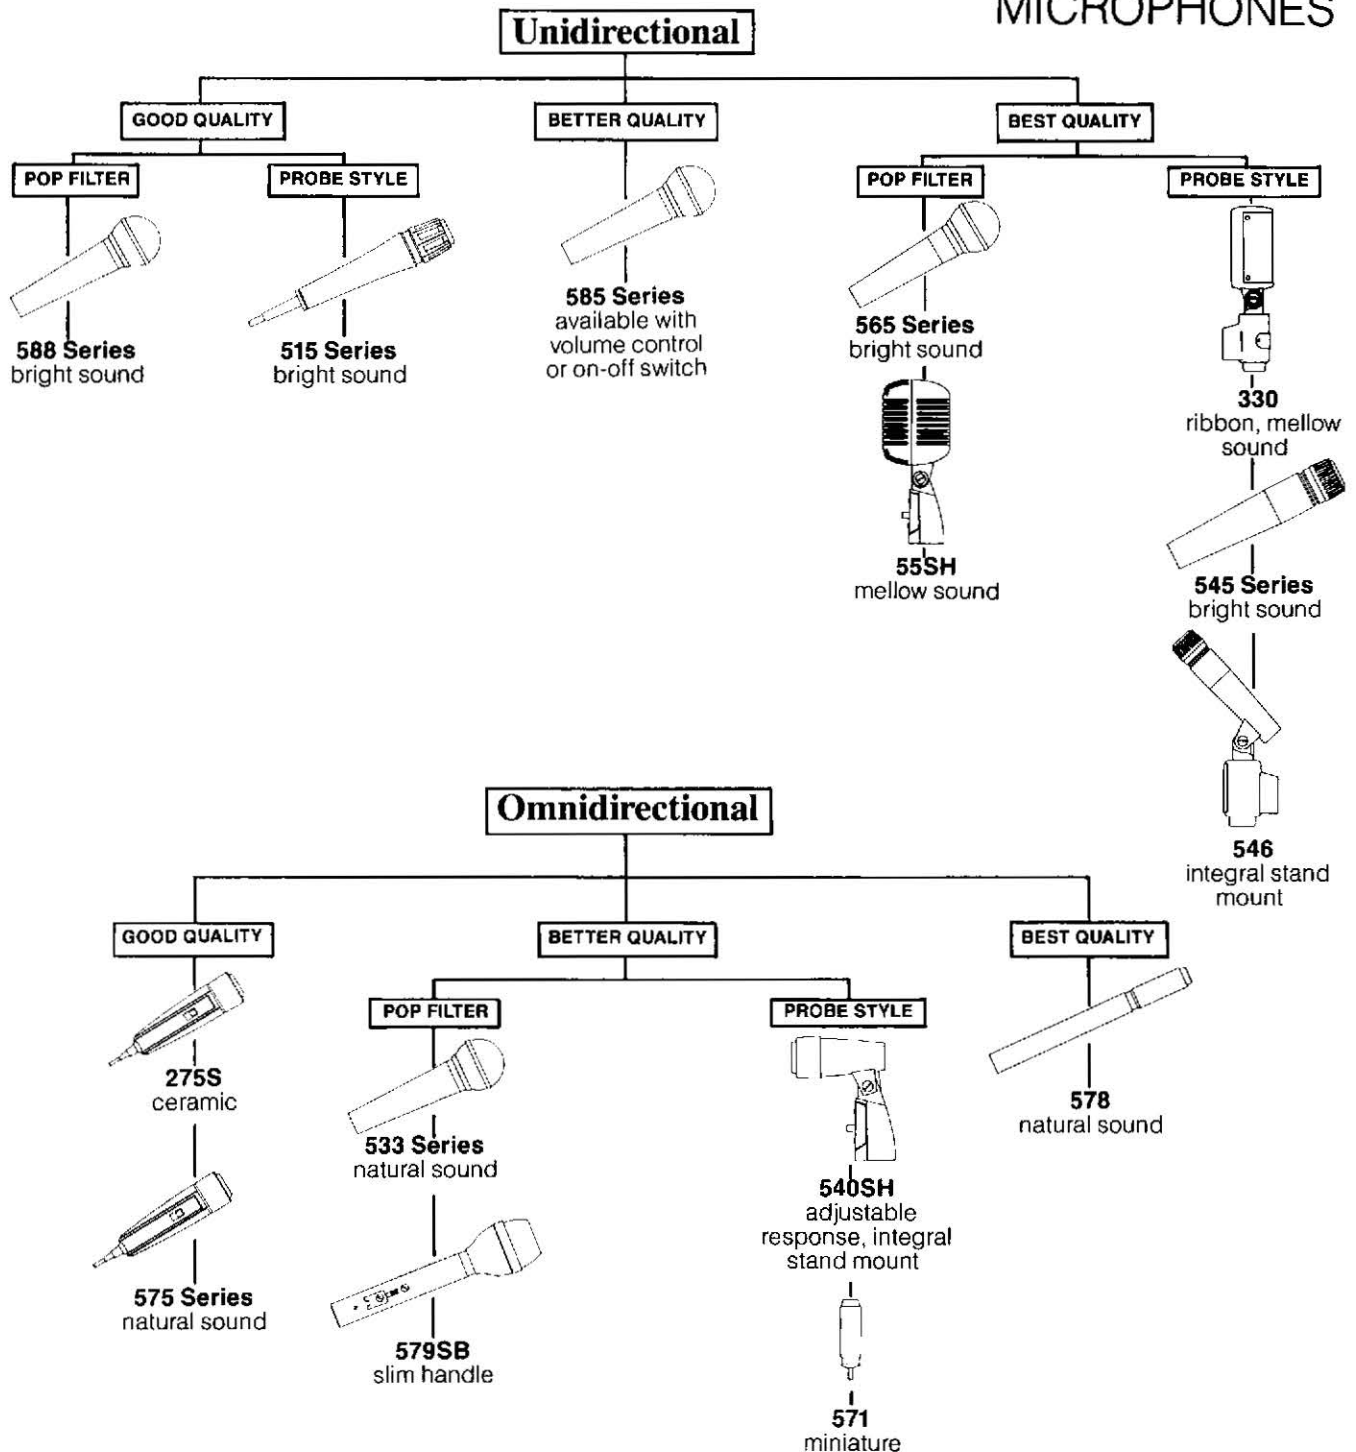 MICROPHONES
Unidirectional
GOOD QUALITY
POP FILTER
588 Series
bright sound
PROBE STYLE
515 Series
bright sound
BETTER QUALITY
585 Series
available with
volume control
or on-off switch
BEST QUALITY
POP FILTER
565 Series
bright sound
55SH
mellow sound
PROBE STYLE
330
ribbon, mellow
sound
545 Series
bright sound
546
integral stand
mount
Omnidirectional
GOOD QUALITY
275S
ceramic
575 Series
natural sound
BETTER QUALITY
POP FILTER
533 Series
natural sound
579SB
slim handle
PROBE STYLE
540SH
adjustable
response, integral
stand mount
571
miniature
BEST QUALITY
578
natural sound